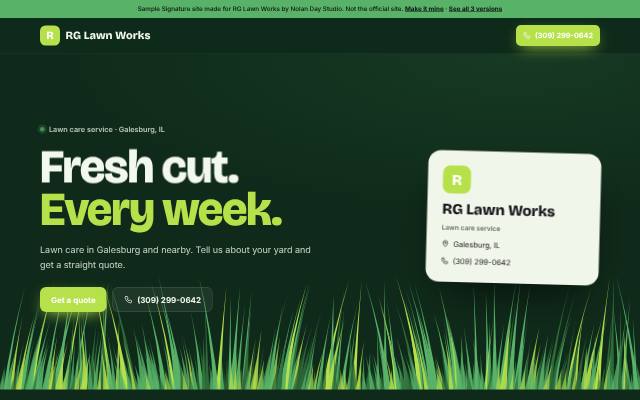 Sample Signature site made for RG Lawn Works by Nolan Day Studio. Not the official site. Make it mine · See all 3 versions
R RG Lawn Works
(309) 299-0642
Lawn care service · Galesburg, IL
Fresh cut.
Every week.
Lawn care in Galesburg and nearby. Tell us about your yard and
get a straight quote.
Get a quote
(309) 299-0642
R
RG Lawn Works
Lawn care service
Galesburg, IL
(309) 299-0642